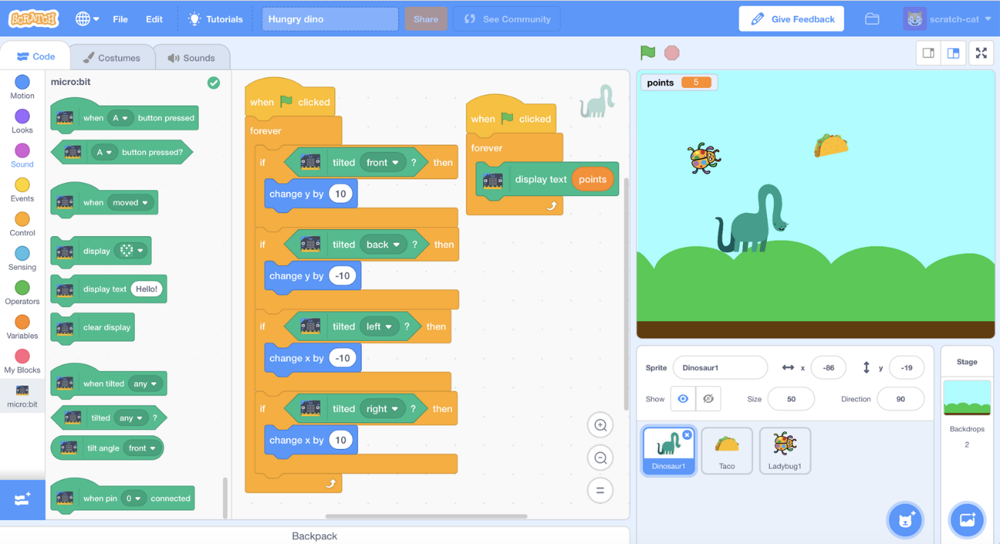 SCRATCH
File
Edit
Tutorials
Hungry dino
Share
See Community
Give Feedback
scratch-cat
Code
Costumes
Sounds
Motion
Looks
Sound
Events
Control
Sensing
Operators
Variables
My Blocks
micro:bit
micro:bit
when A button pressed
A button pressed?
when moved
display
display text Hello!
clear display
when tilted any
tilted any ?
tilt angle front
when pin 0 connected
when clicked
forever
if tilted front ? then
change y by 10
if tilted back ? then
change y by -10
if tilted left ? then
change x by -10
if tilted right ? then
change x by 10
when clicked
forever
display text points
Backpack
points 5
Sprite Dinosaur1 x -86 y -19
Show Size 50 Direction 90
Dinosaur1
Taco
Ladybug1
Stage
Backdrops
2